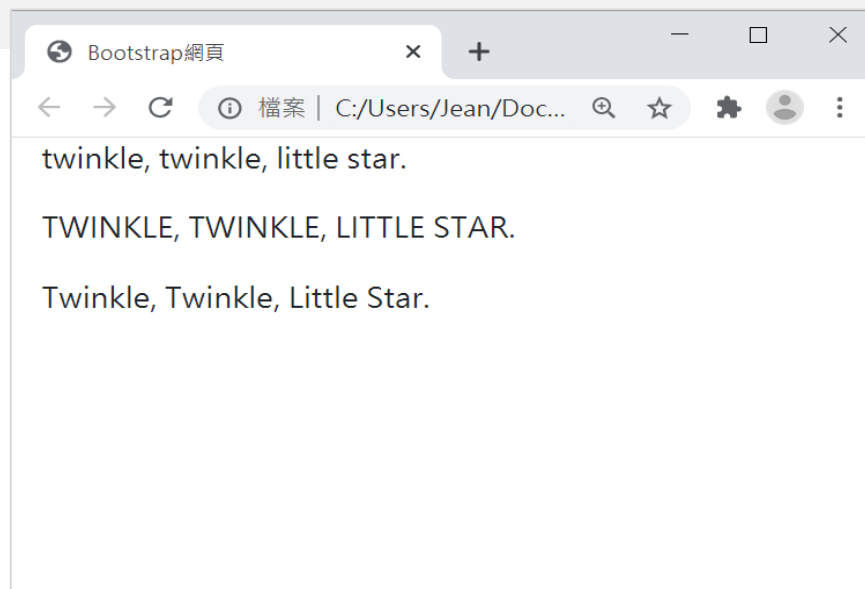 Bootstrap網頁
檔案 C:/Users/Jean/Doc...
twinkle, twinkle, little star.
TWINKLE, TWINKLE, LITTLE STAR.
Twinkle, Twinkle, Little Star.